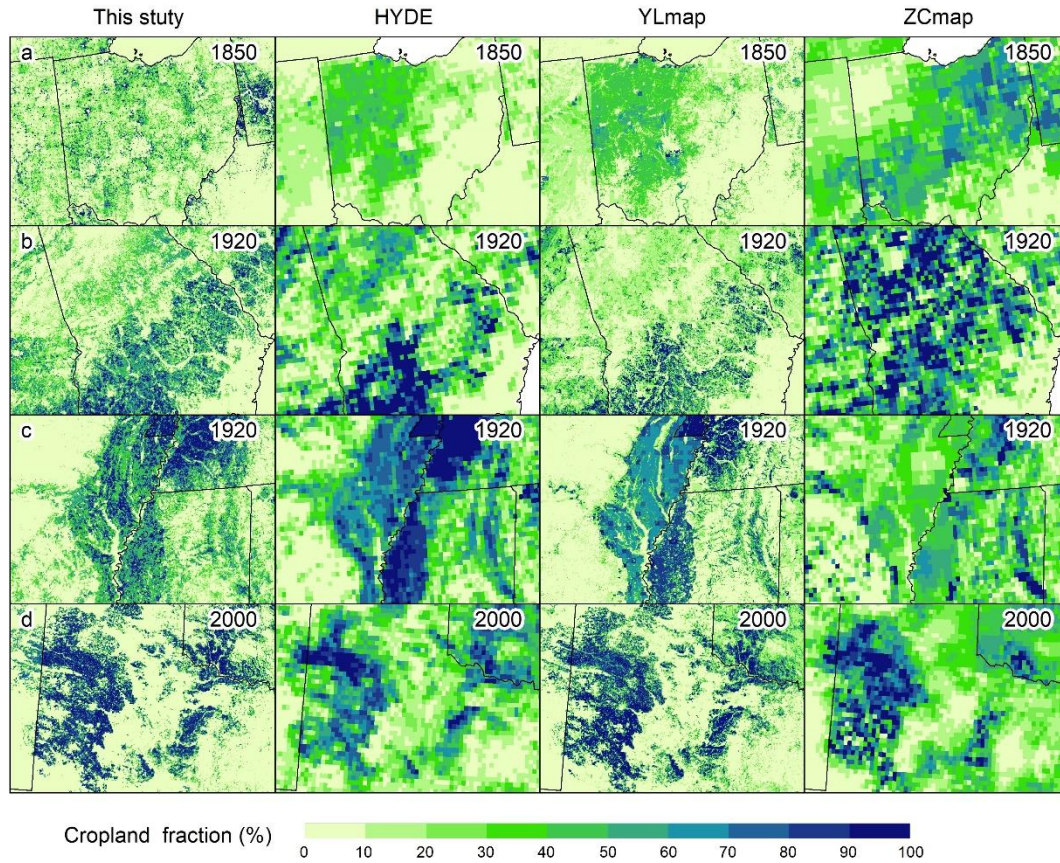 This stuty HYDE YLmap ZCmap
a 1850 1850 1850 1850
b 1920 1920 1920 1920
c 1920 1920 1920 1920
d 2000 2000 2000 2000
Cropland fraction (%)
0 10 20 30 40 50 60 70 80 90 100